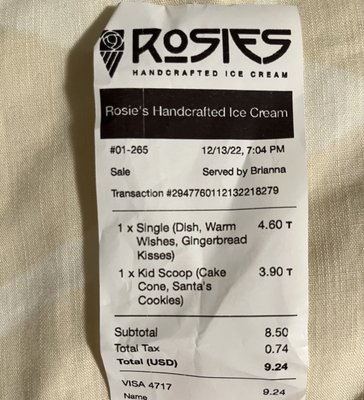 ROSIES
HANDCRAFTED ICE CREAM
Rosie's Handcrafted Ice Cream
#01-265 12/13/22, 7:04 PM
Sale Served by Brianna
Transaction #2947760112132218279
1 x Single (Dish, Warm 4.60 T
Wishes, Gingerbread
Kisses)
1 x Kid Scoop (Cake 3.90 T
Cone, Santa's
Cookies)
Subtotal 8.50
Total Tax 0.74
Total (USD) 9.24
VISA 4717 9.24
Name